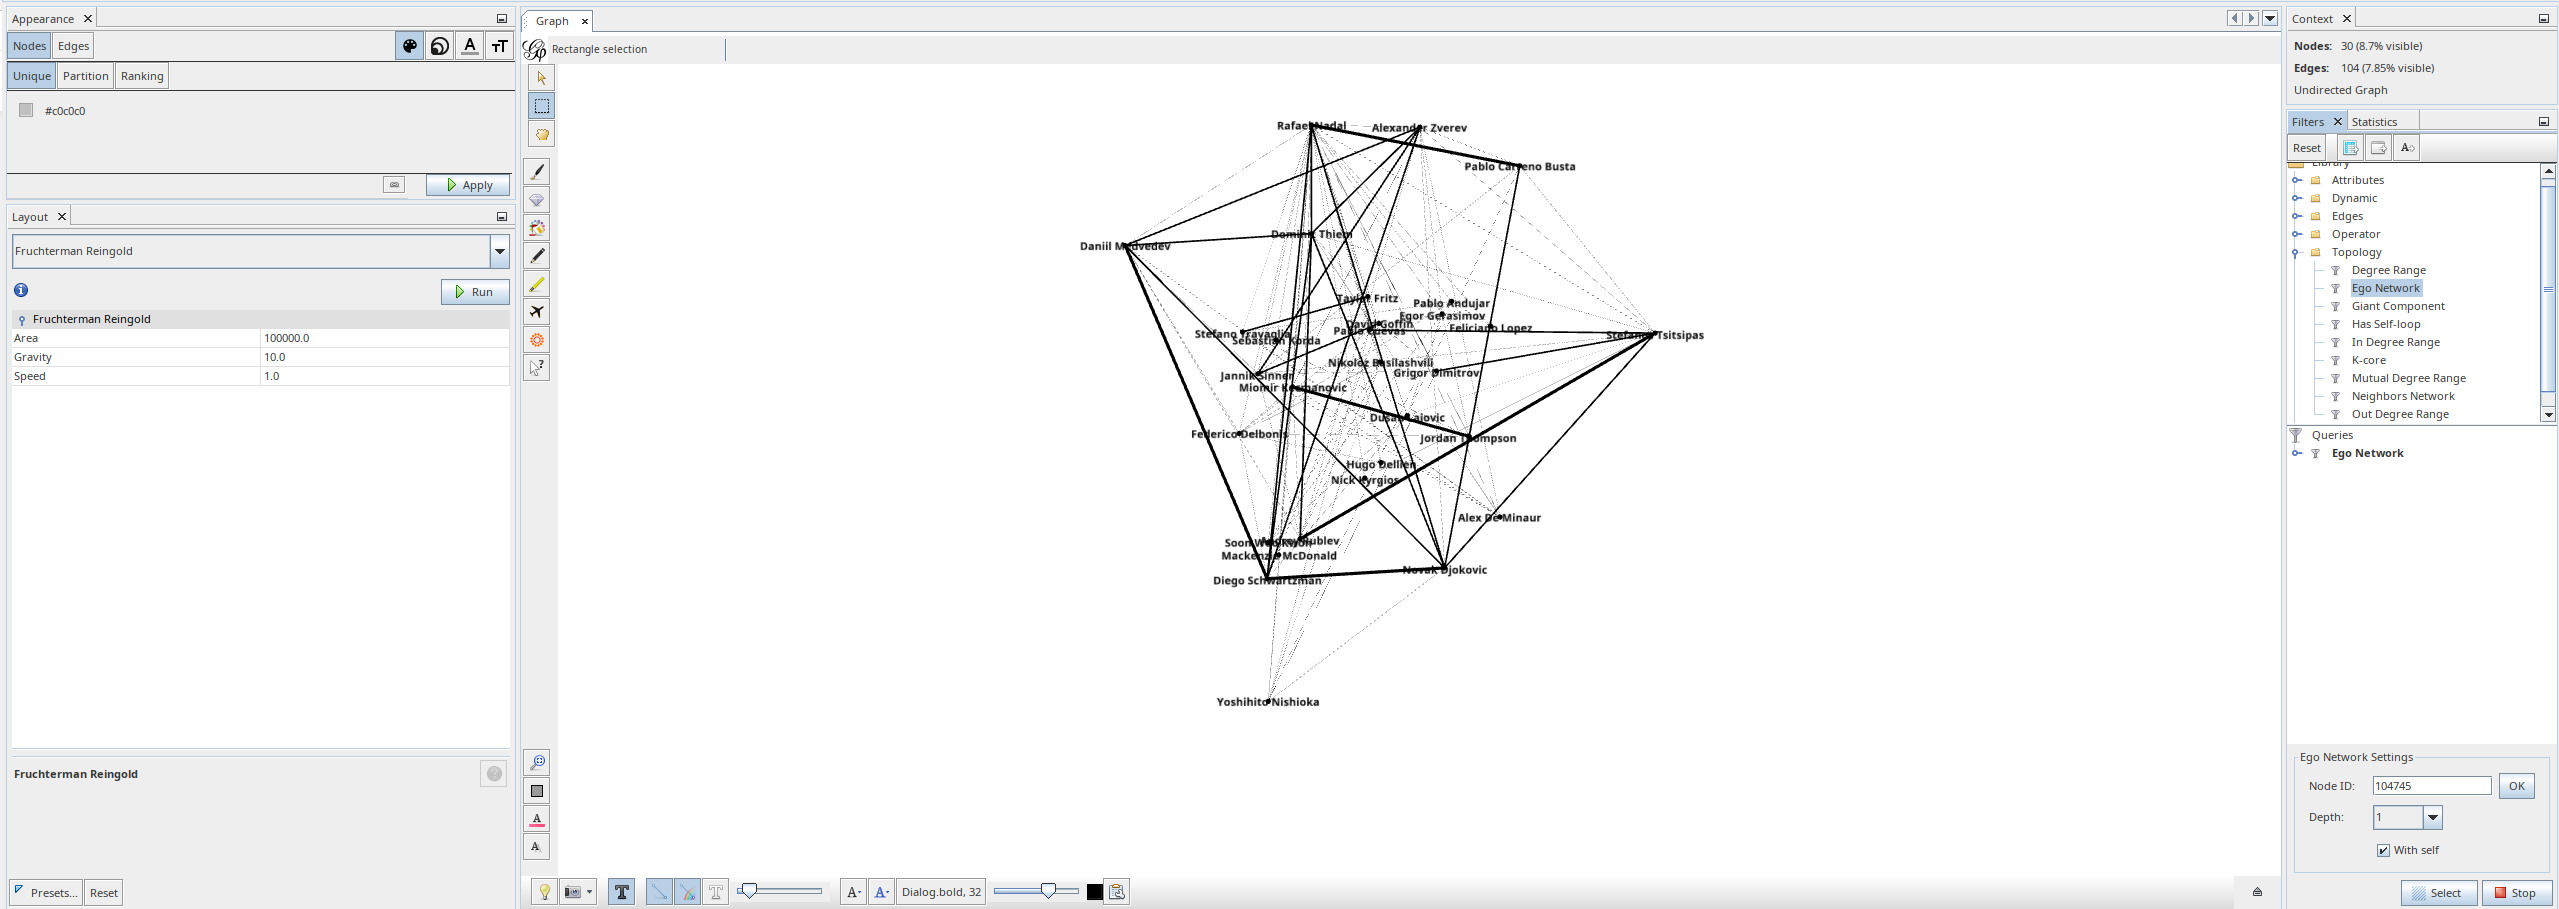 Appearance
Nodes Edges
Unique Partition Ranking
#c0c0c0
Apply
Layout
Fruchterman Reingold
Run
Fruchterman Reingold
Area 100000.0
Gravity 10.0
Speed 1.0
Fruchterman Reingold
Presets... Reset
Graph
Rectangle selection
Rafael Nadal
Alexander Zverev
Pablo Carreno Busta
Dominic Thiem
Daniil Medvedev
Taylor Fritz
Pablo Andujar
Egor Gerasimov
David Goffin
Feliciano Lopez
Pablo Cuevas
Stefano Travaglia
Stefanos Tsitsipas
Sebastian Korda
Nikoloz Basilashvili
Grigor Dimitrov
Jannik Sinner
Miomir Kecmanovic
Dusan Lajovic
Federico Delbonis
Jordan Thompson
Hugo Dellien
Nick Kyrgios
Alex De Minaur
Andrey Rublev
Soon Woo Kwon
Mackenzie McDonald
Novak Djokovic
Diego Schwartzman
Yoshihito Nishioka
Dialog.bold, 32
Context
Nodes: 30 (8.7% visible)
Edges: 104 (7.85% visible)
Undirected Graph
Filters Statistics
Reset
Library
Attributes
Dynamic
Edges
Operator
Topology
Degree Range
Ego Network
Giant Component
Has Self-loop
In Degree Range
K-core
Mutual Degree Range
Neighbors Network
Out Degree Range
Queries
Ego Network
Ego Network Settings
Node ID: 104745 OK
Depth: 1
With self
Select Stop